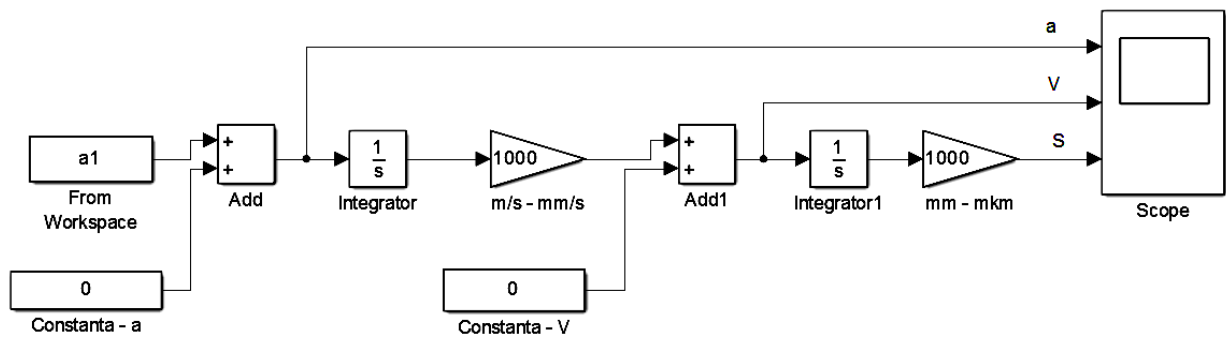 a
V
S
a1
+
+
1
s
1000
+
+
1
s
1000
From
Workspace
Add
Integrator
m/s - mm/s
Add1
Integrator1
mm - mkm
Scope
0
Constanta - a
0
Constanta - V